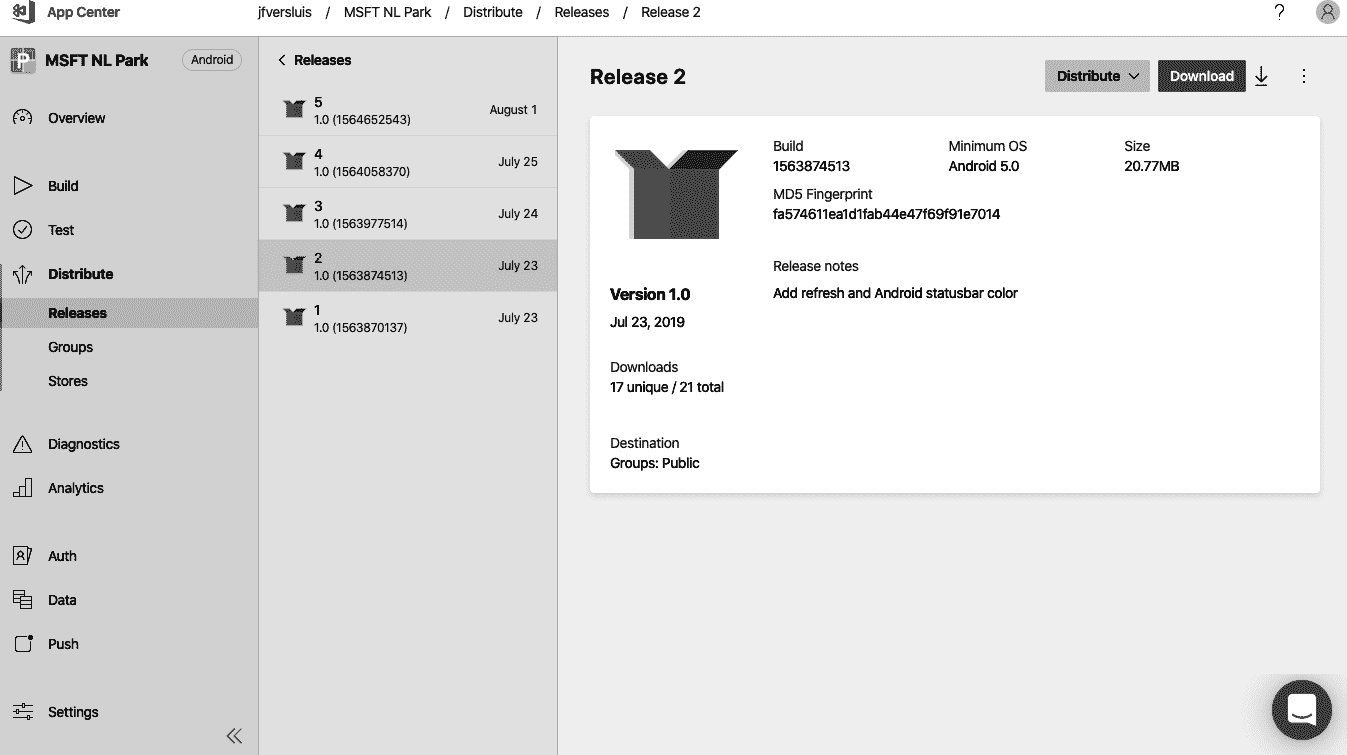 App Center
jfversluis / MSFT NL Park / Distribute / Releases / Release 2
?
MSFT NL Park
Android
Overview
Build
Test
Distribute
Releases
Groups
Stores
Diagnostics
Analytics
Auth
Data
Push
Settings
Releases
5
1.0 (1564652543)
August 1
4
1.0 (1564058370)
July 25
3
1.0 (1563977514)
July 24
2
1.0 (1563874513)
July 23
1
1.0 (1563870137)
July 23
Release 2
Distribute
Download
Version 1.0
Jul 23, 2019
Downloads
17 unique / 21 total
Destination
Groups: Public
Build
1563874513
Minimum OS
Android 5.0
Size
20.77MB
MD5 Fingerprint
fa574611ea1d1fab44e47f69f91e7014
Release notes
Add refresh and Android statusbar color